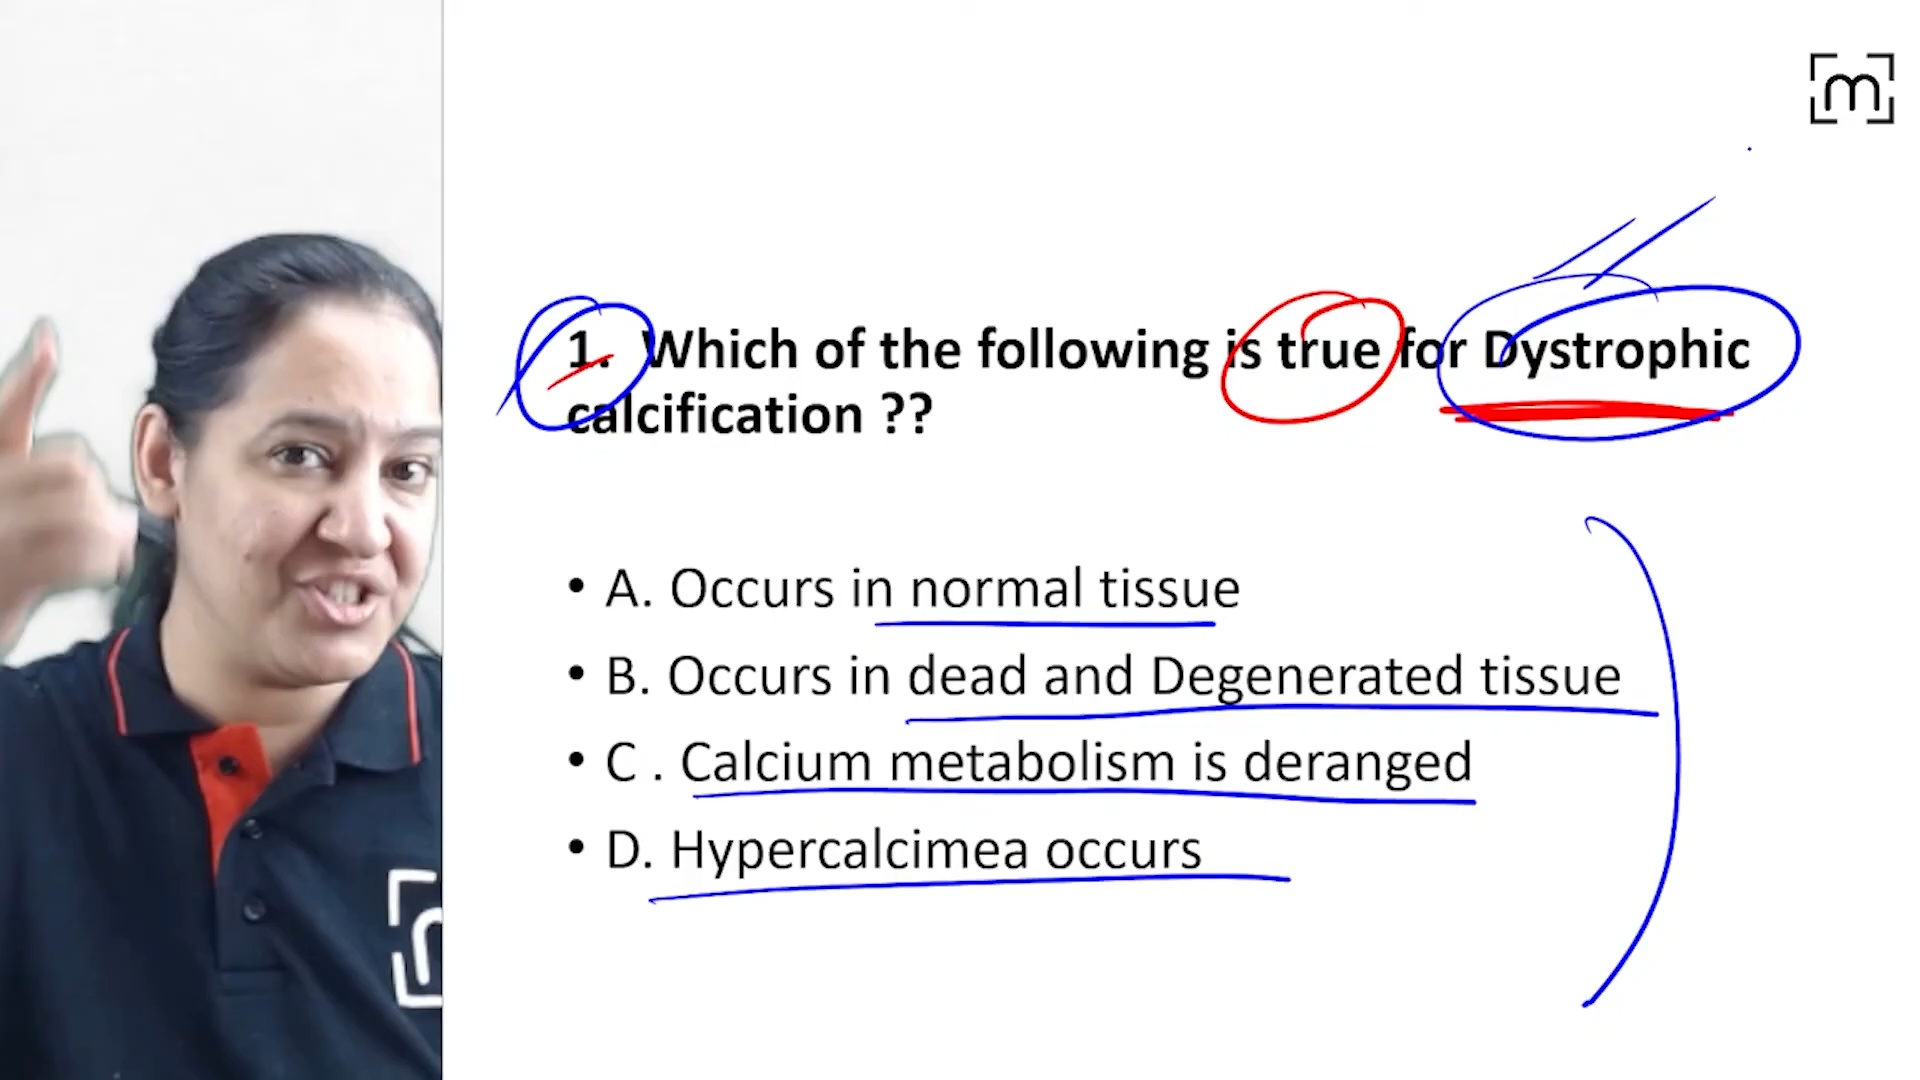 m
1. Which of the following is true for Dystrophic
calcification ??
• A. Occurs in normal tissue
• B. Occurs in dead and Degenerated tissue
• C . Calcium metabolism is deranged
• D. Hypercalcimea occurs